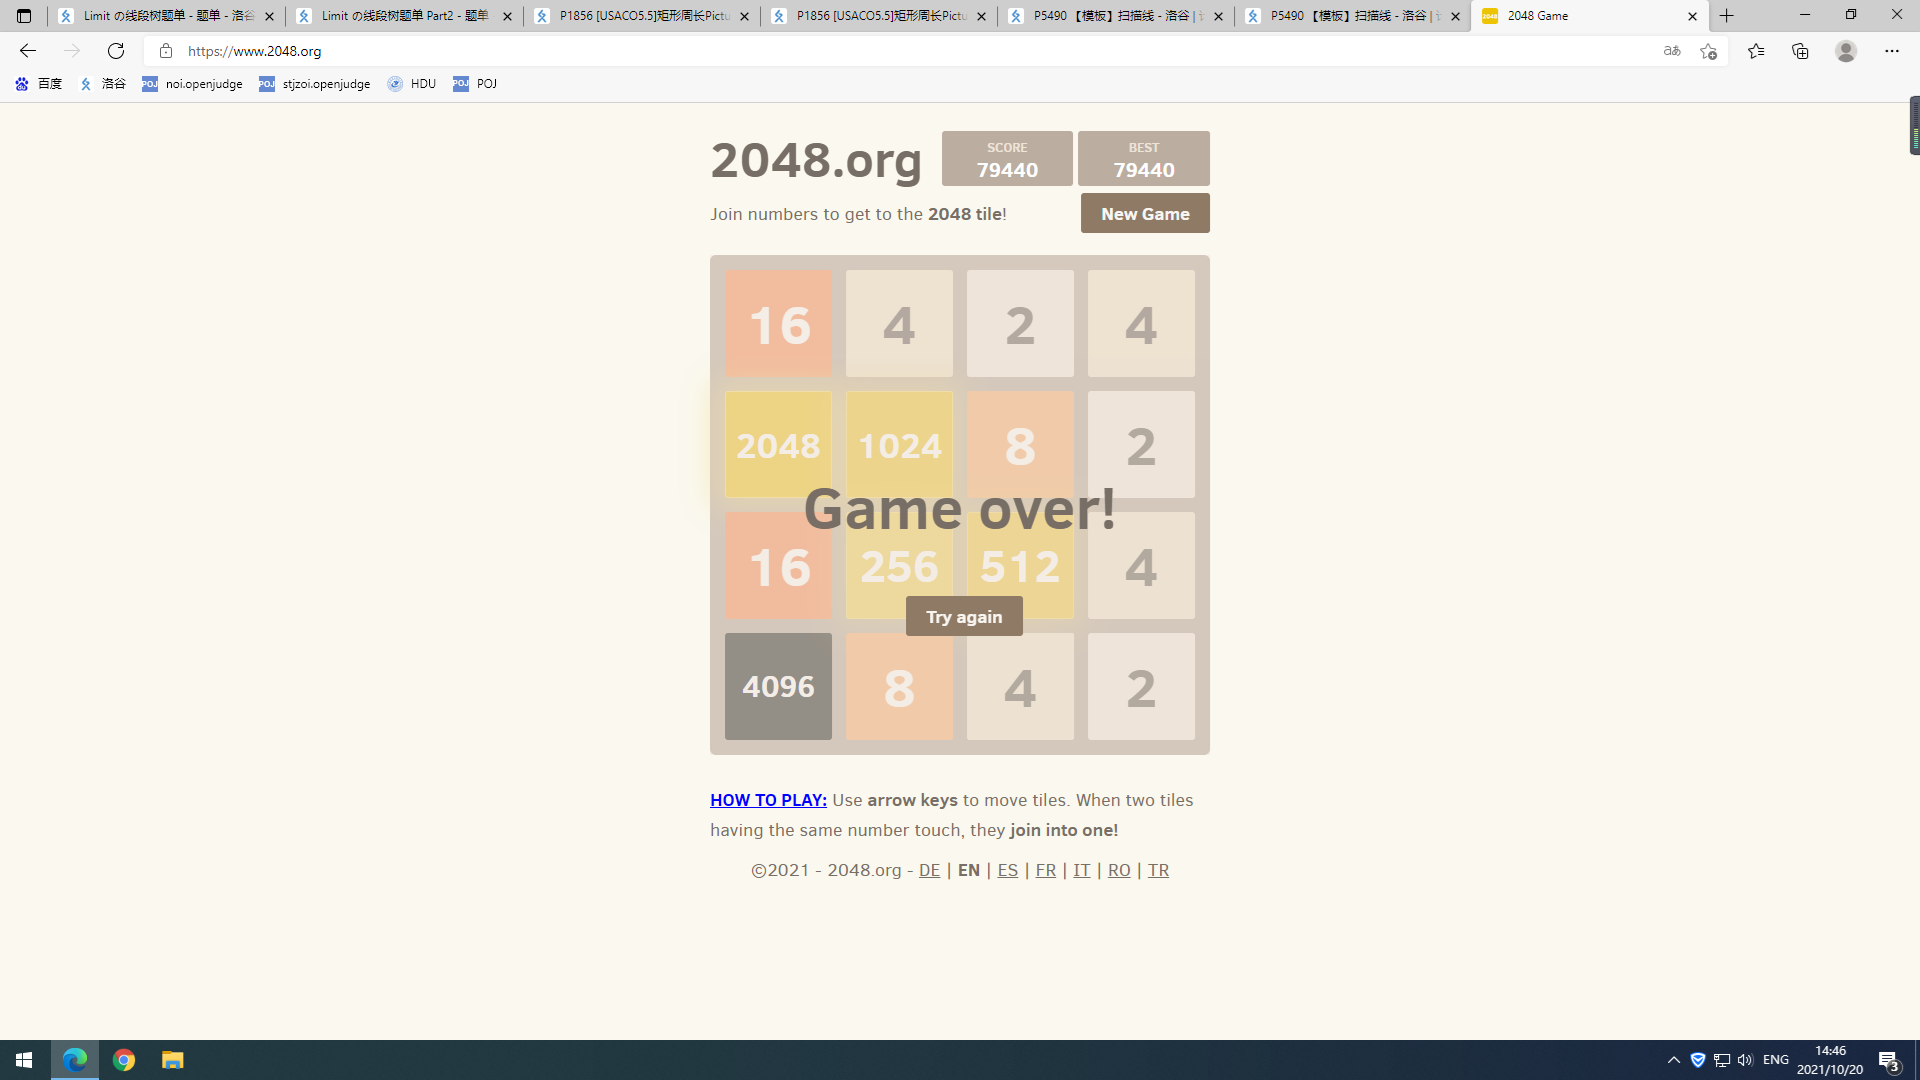 Limit の线段树题单 - 题单 - 洛谷
Limit の线段树题单 Part2 - 题单
P1856 [USACO5.5]矩形周长Pictu
P1856 [USACO5.5]矩形周长Pictu
P5490 【模板】扫描线 - 洛谷 |
P5490 【模板】扫描线 - 洛谷 |
2048 Game
https://www.2048.org
百度
洛谷
POJ noi.openjudge
POJ stjzoi.openjudge
HDU
POJ POJ
2048.org
SCORE
79440
BEST
79440
Join numbers to get to the 2048 tile!
New Game
16 4 2 4
2048 1024 8 2
Game over!
16 256 512 4
Try again
4096 8 4 2
HOW TO PLAY: Use arrow keys to move tiles. When two tiles
having the same number touch, they join into one!
©2021 - 2048.org - DE | EN | ES | FR | IT | RO | TR
ENG
14:46
2021/10/20
3